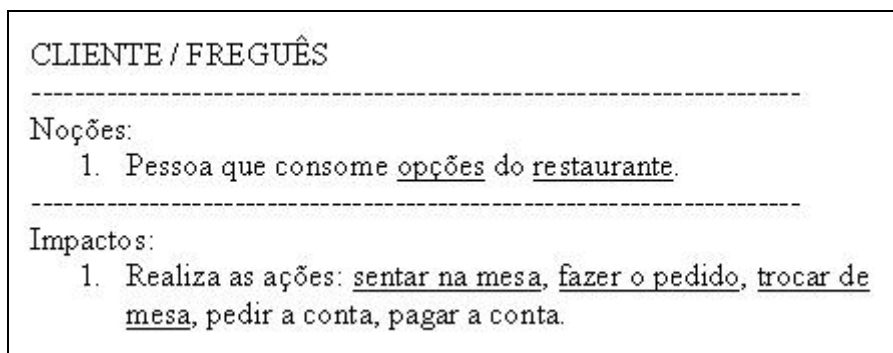 CLIENTE / FREGUÊS
--------------------------------------------------------------------
Noções:
1. Pessoa que consome opções do restaurante.
--------------------------------------------------------------------
Impactos:
1. Realiza as ações: sentar na mesa, fazer o pedido, trocar de
mesa, pedir a conta, pagar a conta.